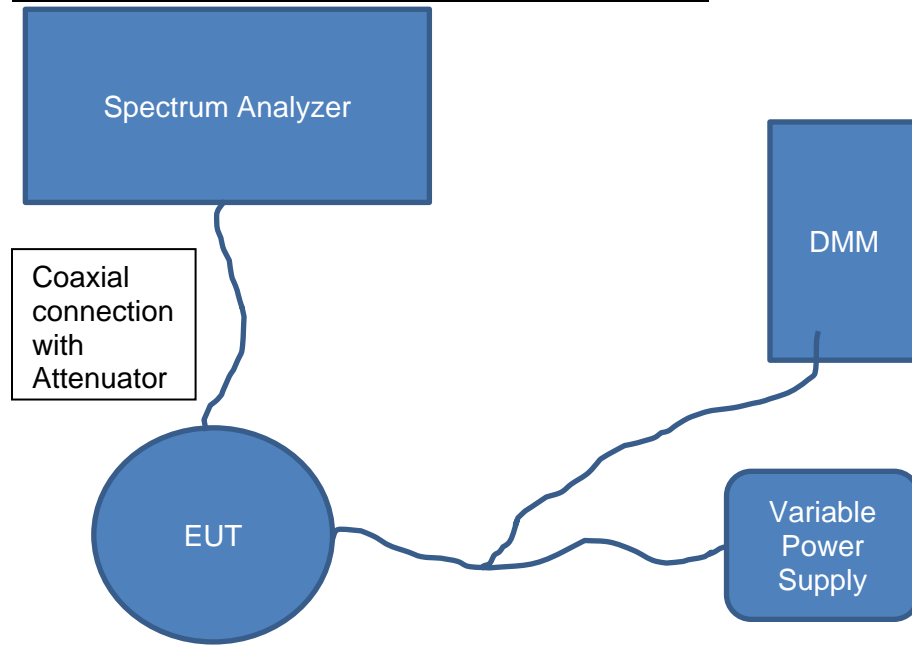 Spectrum Analyzer
DMM
Coaxial
connection
with
Attenuator
EUT
Variable
Power
Supply